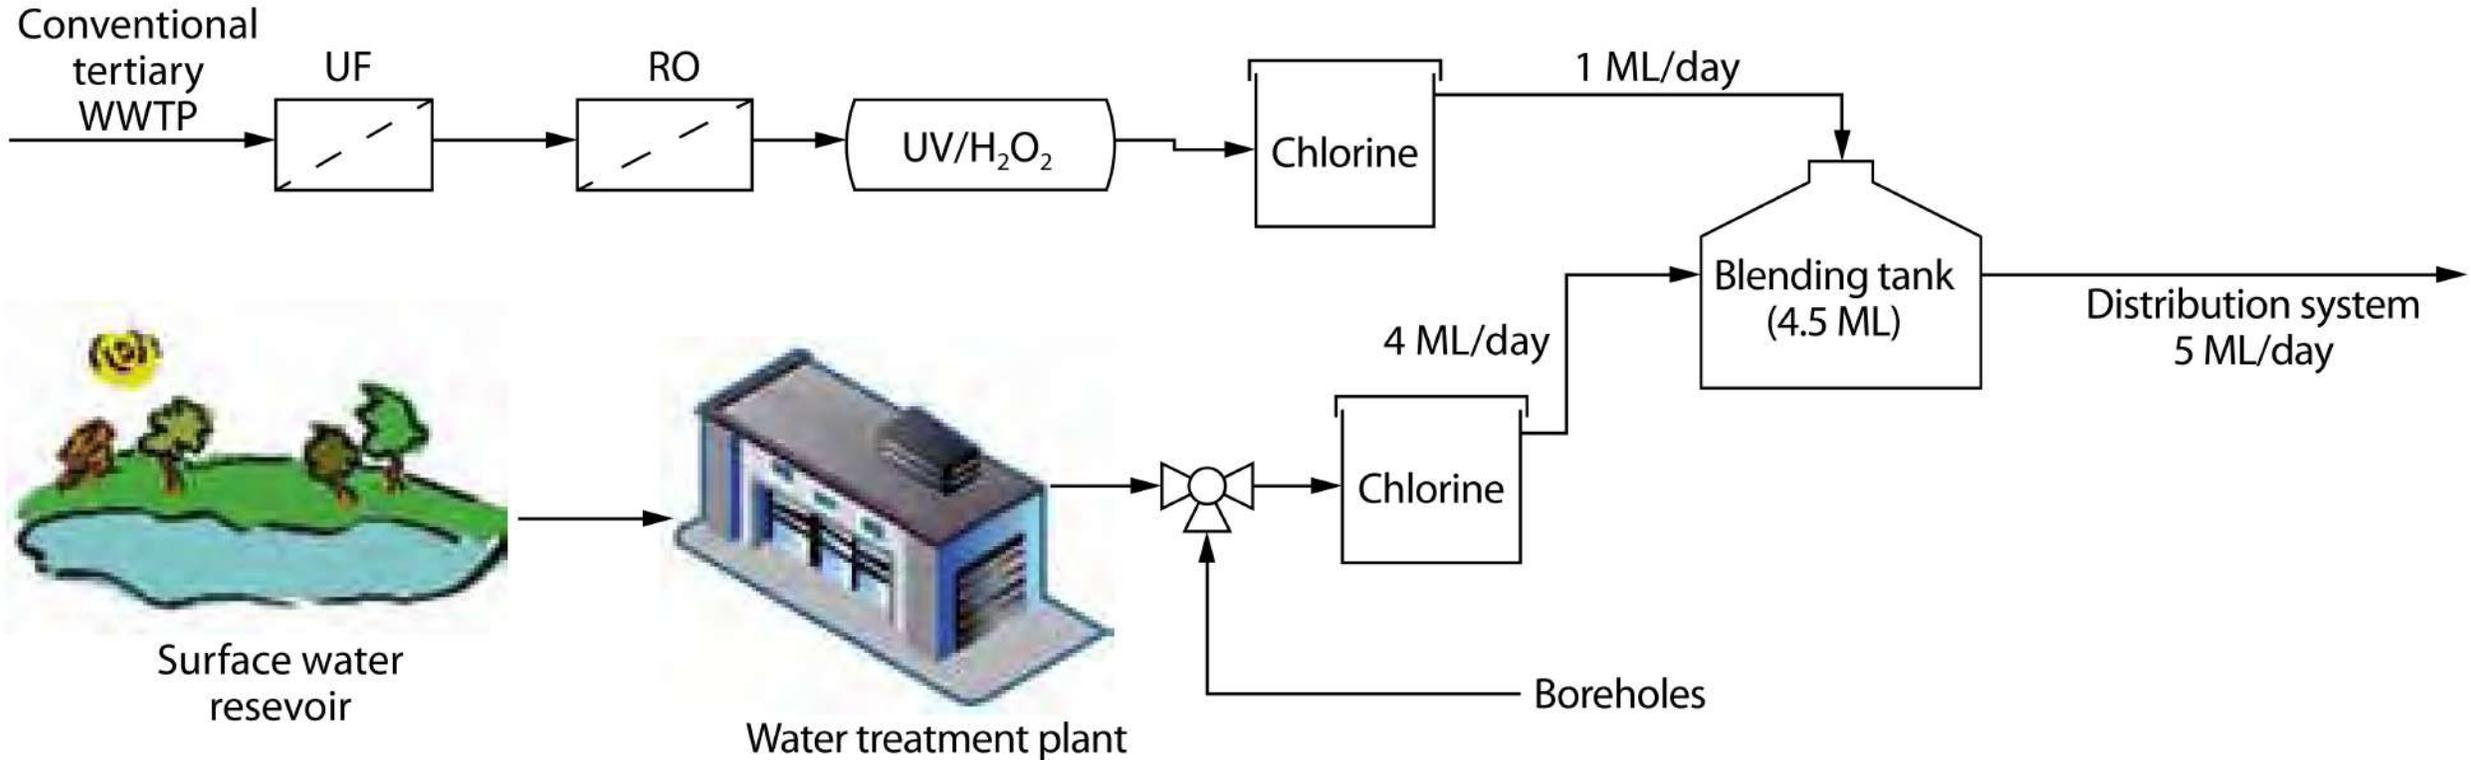 Conventional
tertiary
WWTP
UF
RO
UV/H₂O₂
Chlorine
1 ML/day
Blending tank
(4.5 ML)
Distribution system
5 ML/day
4 ML/day
Chlorine
Surface water
resevoir
Water treatment plant
Boreholes